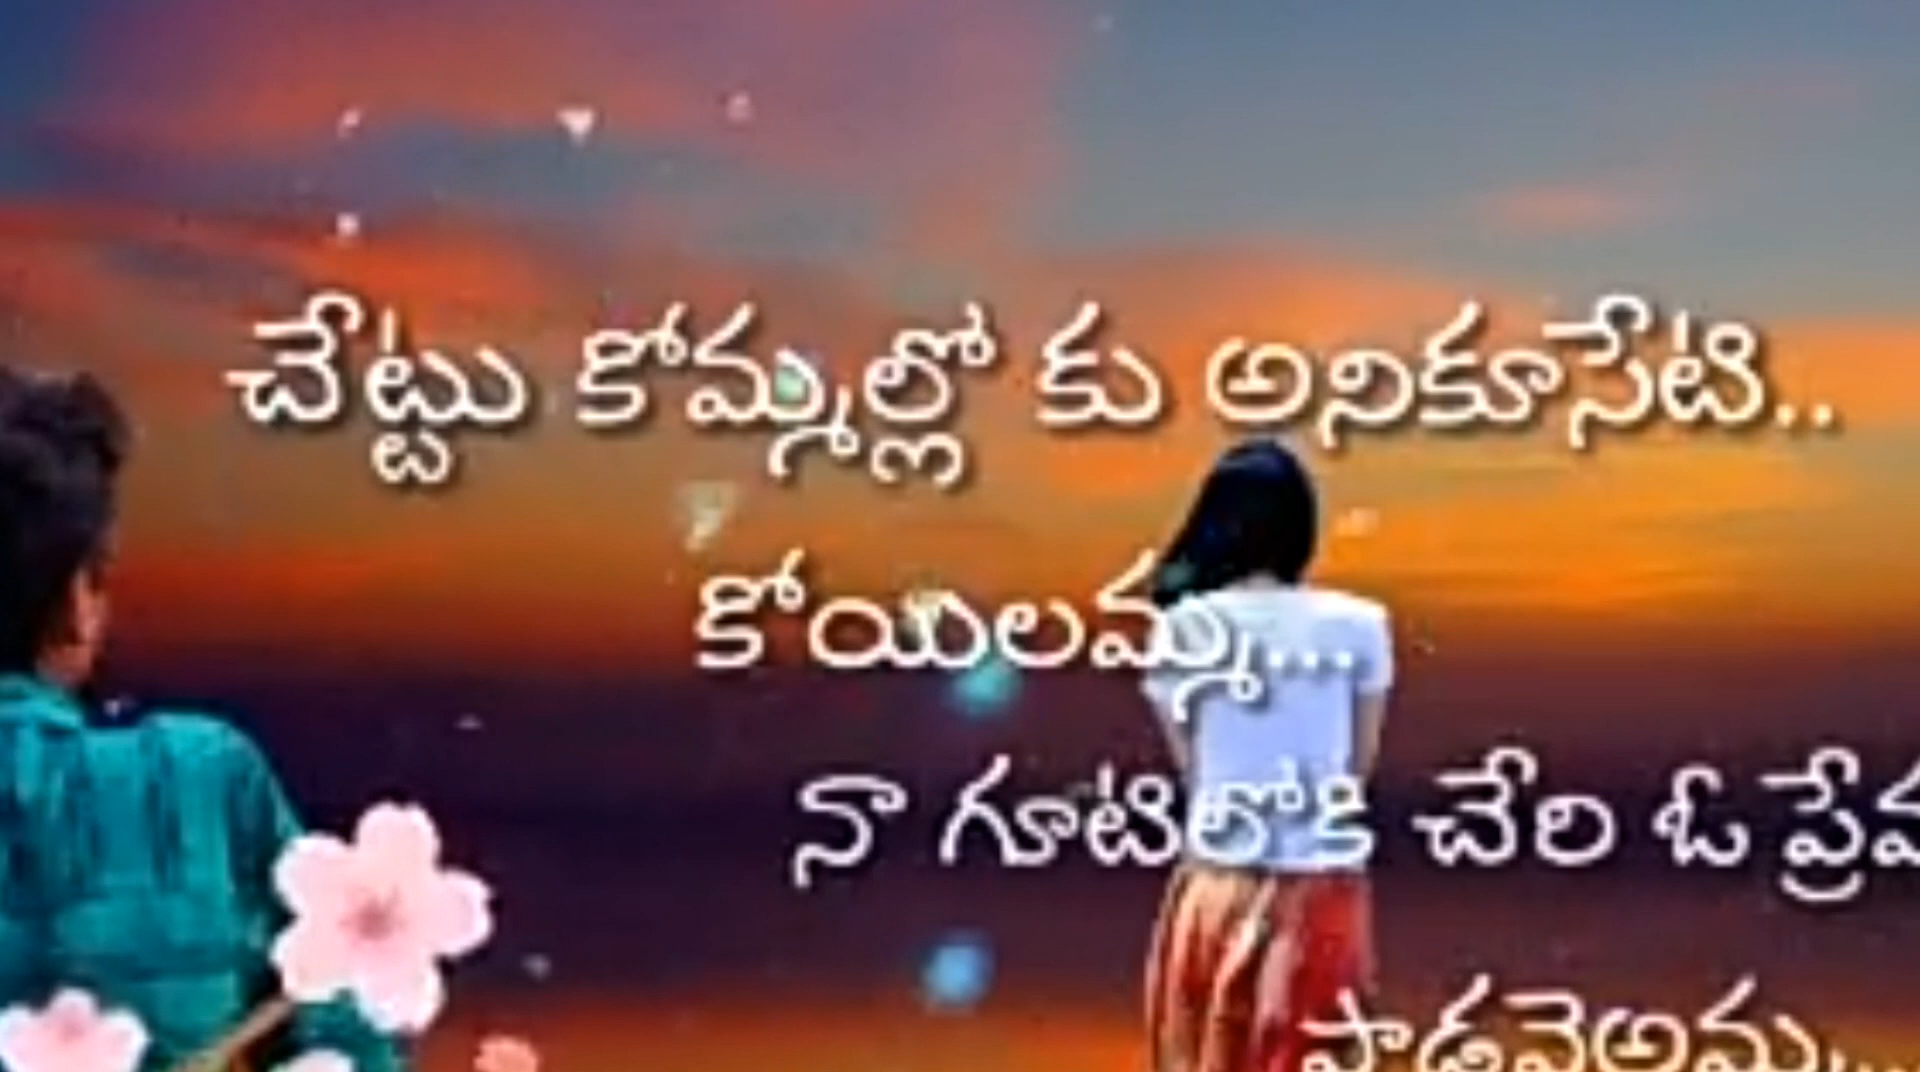 చేట్టు కోమ్మల్లో కు అనికూసేటి..
కోయిలమ్మ...
నా గూటిలోకి చేరి ఓ